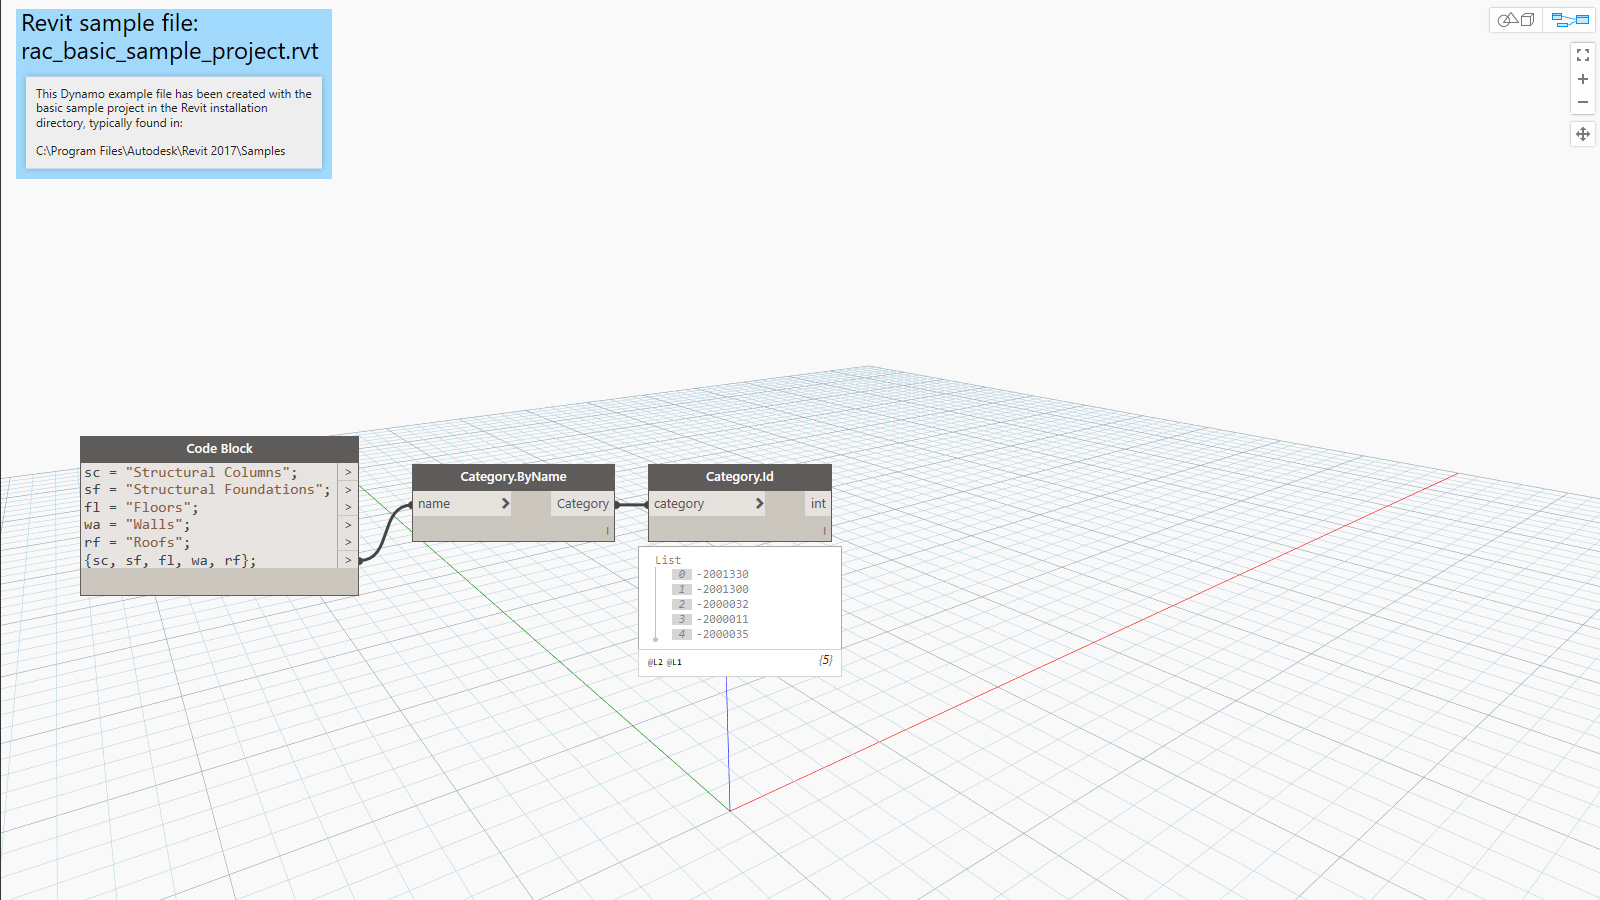 Revit sample file:
rac_basic_sample_project.rvt
This Dynamo example file has been created with the
basic sample project in the Revit installation
directory, typically found in:
C:\Program Files\Autodesk\Revit 2017\Samples
Code Block
sc = "Structural Columns"; >
sf = "Structural Foundations"; >
fl = "Floors"; >
wa = "Walls"; >
rf = "Roofs"; >
{sc, sf, fl, wa, rf}; >
Category.ByName
name > Category
l
Category.Id
category > int
l
List
0 -2001330
1 -2001300
2 -2000032
3 -2000011
4 -2000035
@L2 @L1 {5}